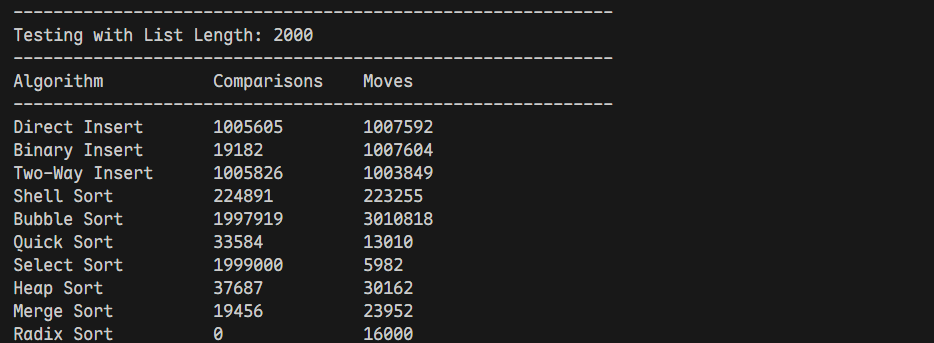 ------------------------------------------------------------
Testing with List Length: 2000
------------------------------------------------------------
Algorithm           Comparisons    Moves
------------------------------------------------------------
Direct Insert       1005605        1007592
Binary Insert       19182          1007604
Two-Way Insert      1005826        1003849
Shell Sort          224891         223255
Bubble Sort         1997919        3010818
Quick Sort          33584          13010
Select Sort         1999000        5982
Heap Sort           37687          30162
Merge Sort          19456          23952
Radix Sort          0              16000